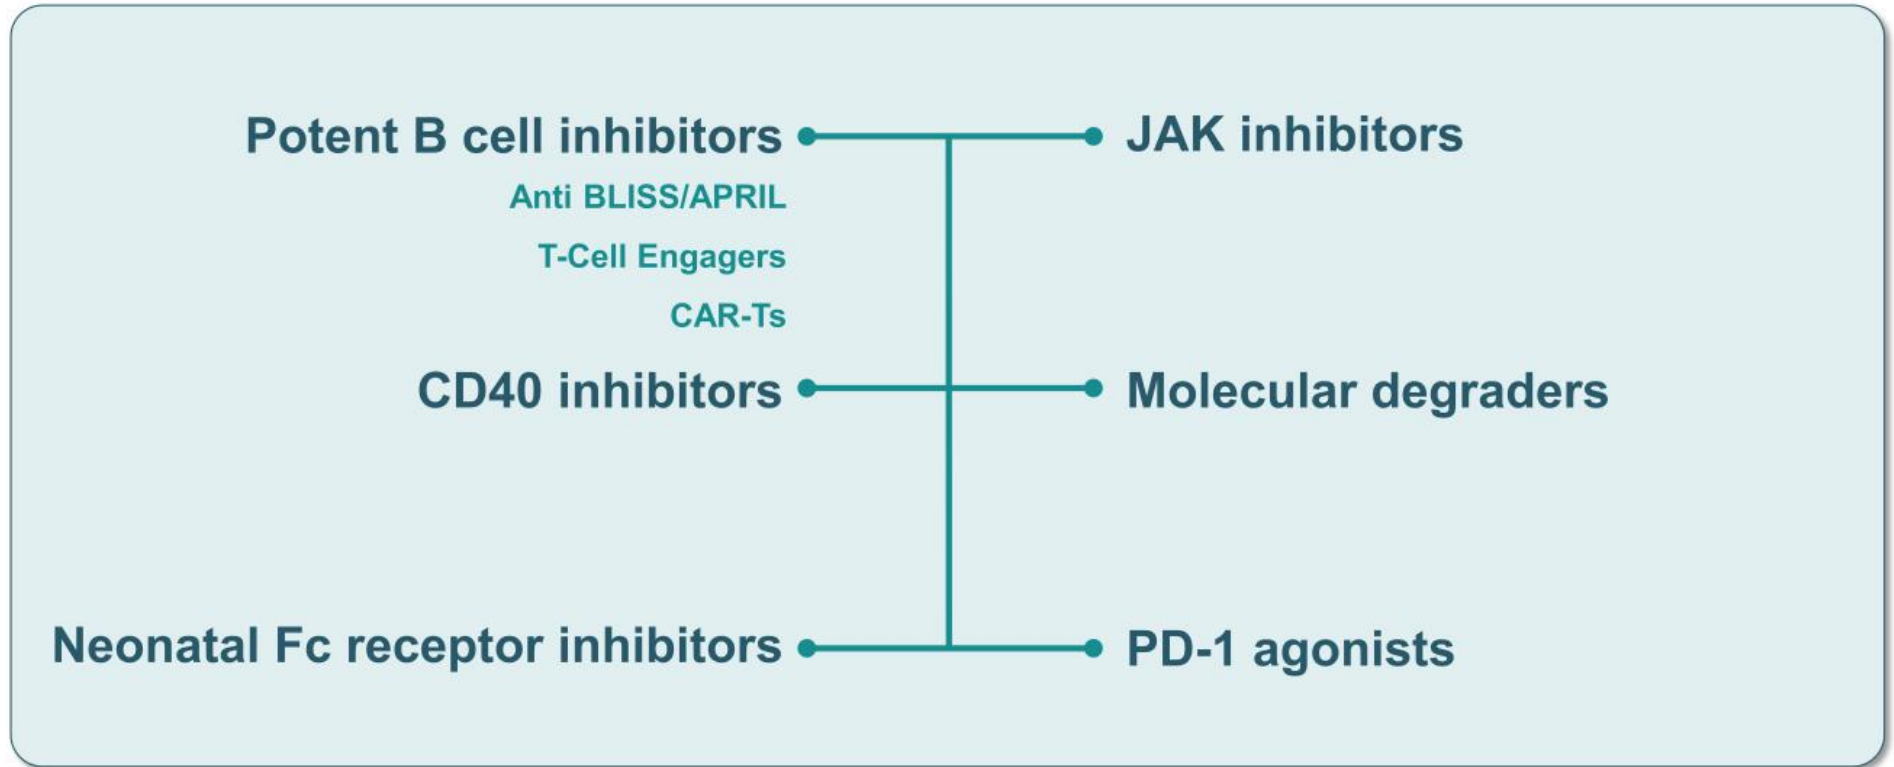 Potent B cell inhibitors
Anti BLISS/APRIL
T-Cell Engagers
CAR-Ts
CD40 inhibitors
Neonatal Fc receptor inhibitors
JAK inhibitors
Molecular degraders
PD-1 agonists